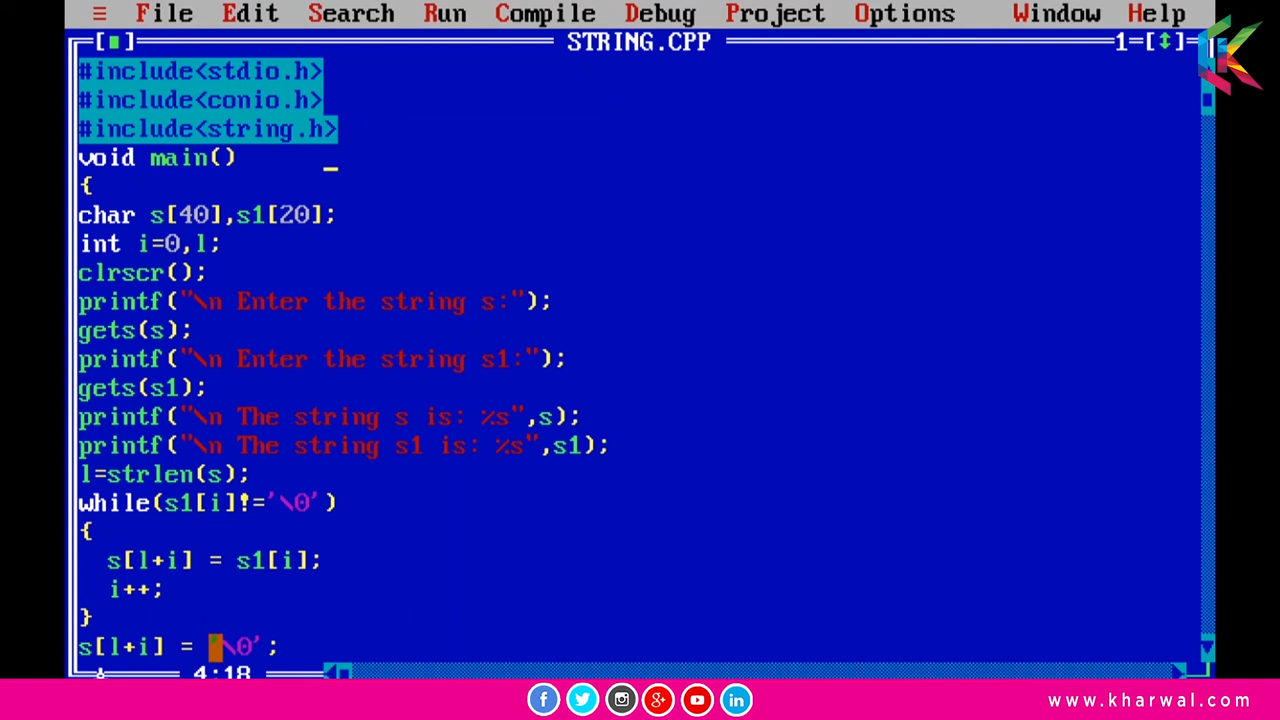 ≡ File Edit Search Run Compile Debug Project Options Window Help
STRING.CPP 1=[↕]
#include<stdio.h>
#include<conio.h>
#include<string.h>
void main()
{
char s[40],s1[20];
int i=0,l;
clrscr();
printf("\n Enter the string s:");
gets(s);
printf("\n Enter the string s1:");
gets(s1);
printf("\n The string s is: %s",s);
printf("\n The string s1 is: %s",s1);
l=strlen(s);
while(s1[i]!='\0')
{
  s[l+i] = s1[i];
  i++;
}
s[l+i] = '\0';
4:18
www.kharwal.com